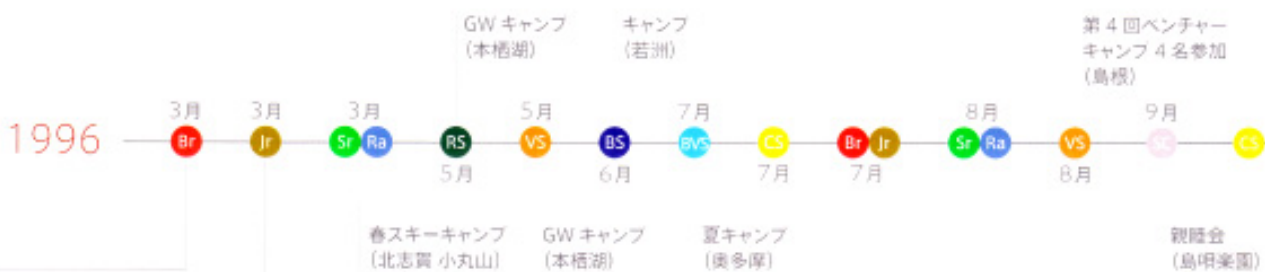 GW キャンプ
(本栖湖)
キャンプ
(若洲)
第 4 回ベンチャー
キャンプ 4 名参加
(島根)
3月
3月
3月
5月
7月
8月
9月
1996
Br
Jr
Sr
Ra
RS
VS
BS
BVS
CS
Br
Jr
Sr
Ra
VS
SC
CS
5月
6月
7月
7月
8月
春スキーキャンプ
(北志賀 小丸山)
GW キャンプ
(本栖湖)
夏キャンプ
(奥多摩)
親睦会
(島唄楽園)